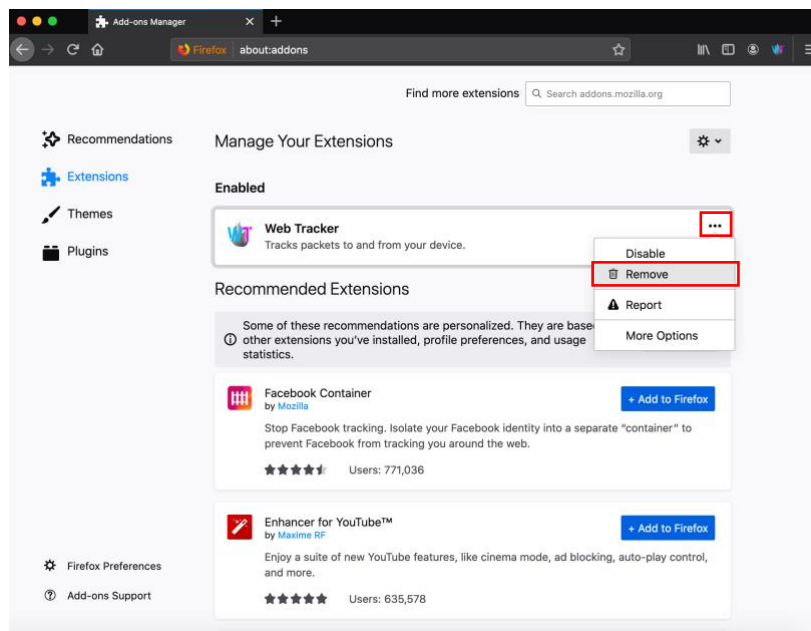 Add-ons Manager
Firefox about:addons
Find more extensions Search addons.mozilla.org
Recommendations
Extensions
Themes
Plugins
Firefox Preferences
Add-ons Support
Manage Your Extensions
Enabled
Web Tracker
Tracks packets to and from your device.
Disable
Remove
Report
More Options
Recommended Extensions
Some of these recommendations are personalized. They are base
other extensions you've installed, profile preferences, and usage
statistics.
Facebook Container
by Mozilla
+ Add to Firefox
Stop Facebook tracking. Isolate your Facebook identity into a separate “container” to
prevent Facebook from tracking you around the web.
Users: 771,036
Enhancer for YouTube™
by Maxime RF
+ Add to Firefox
Enjoy a suite of new YouTube features, like cinema mode, ad blocking, auto-play control,
and more.
Users: 635,578